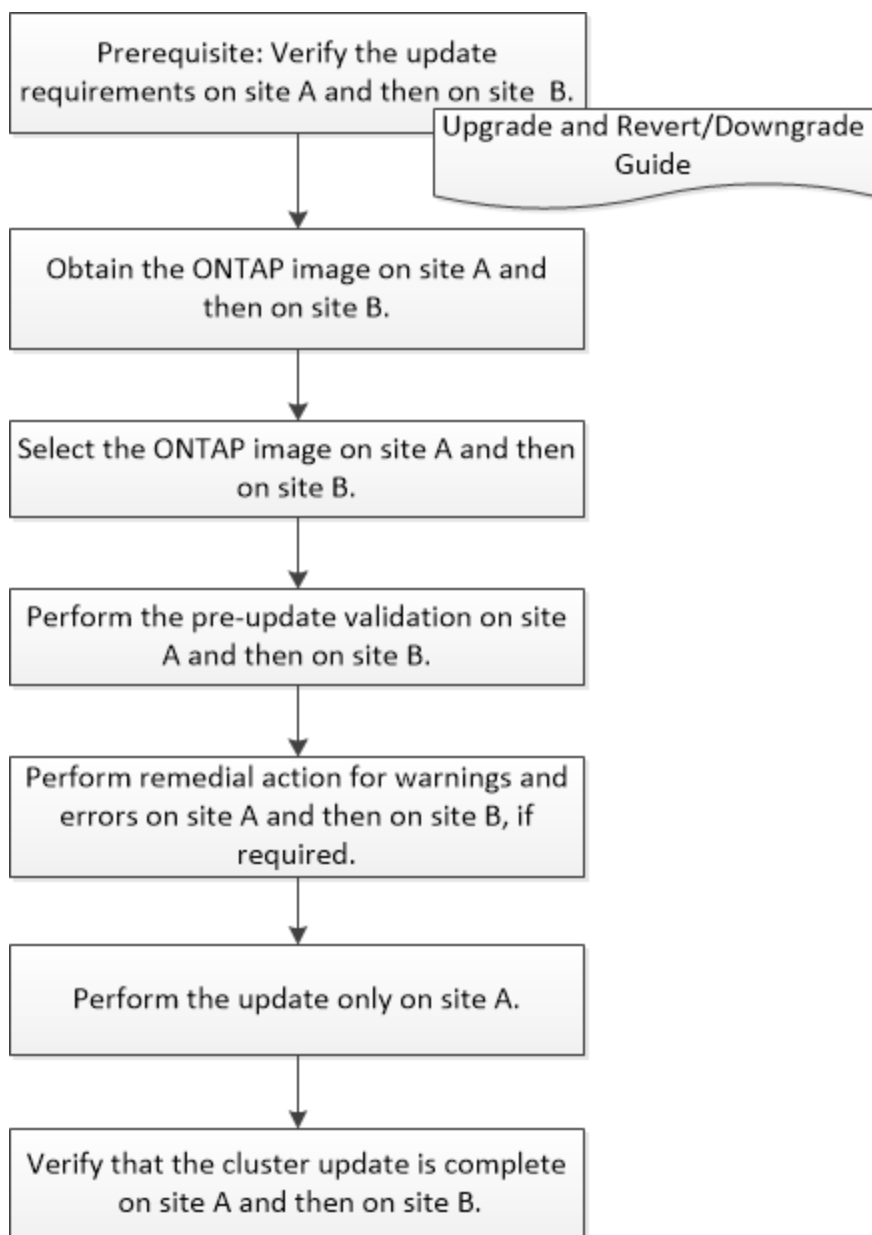 Prerequisite: Verify the update
requirements on site A and then on site  B.
Upgrade and Revert/Downgrade
Guide
Obtain the ONTAP image on site A and
then on site B.
Select the ONTAP image on site A and then
on site B.
Perform the pre-update validation on site
A and then on site B.
Perform remedial action for warnings and
errors on site A and then on site B, if
required.
Perform the update only on site A.
Verify that the cluster update is complete
on site A and then on site B.